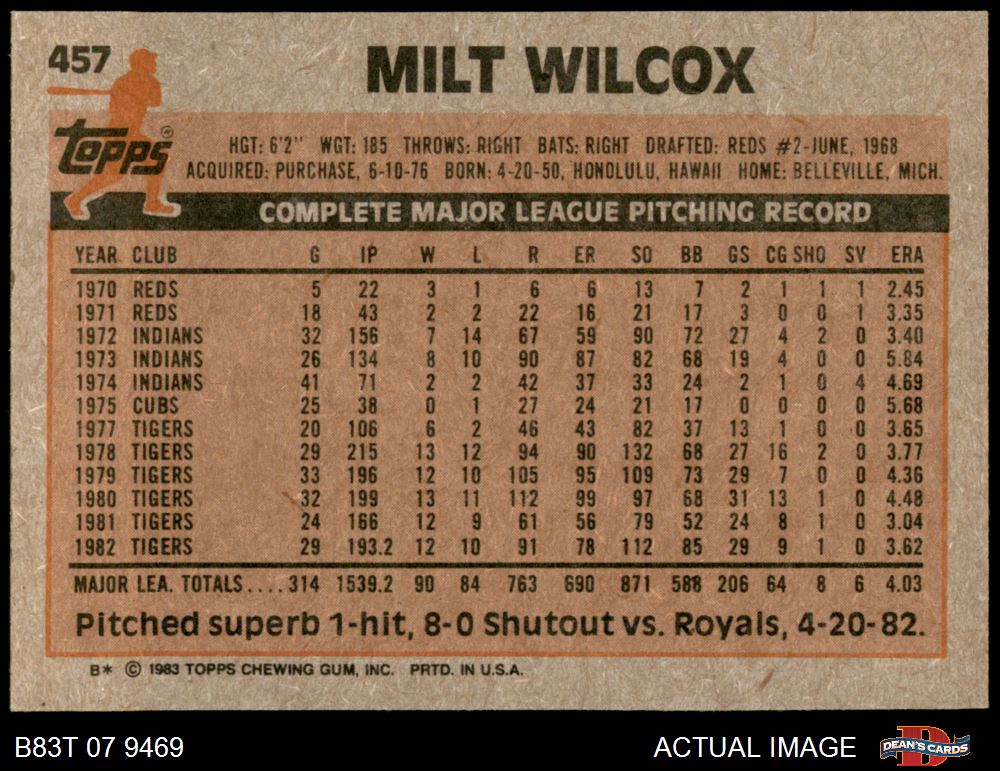 457
MILT WILCOX
Topps
HGT: 6'2" WGT: 185 THROWS: RIGHT BATS: RIGHT DRAFTED: REDS #2-JUNE, 1968
ACQUIRED: PURCHASE, 6-10-76 BORN: 4-20-50, HONOLULU, HAWAII HOME: BELLEVILLE, MICH.
COMPLETE MAJOR LEAGUE PITCHING RECORD
YEAR CLUB G IP W L R ER SO BB GS CG SHO SV ERA
1970 REDS 5 22 3 1 6 6 13 7 2 1 1 1 2.45
1971 REDS 18 43 2 2 22 16 21 17 3 0 0 1 3.35
1972 INDIANS 32 156 7 14 67 59 90 72 27 4 2 0 3.40
1973 INDIANS 26 134 8 10 90 87 82 68 19 4 0 0 5.84
1974 INDIANS 41 71 2 2 42 37 33 24 2 1 0 4 4.69
1975 CUBS 25 38 0 1 27 24 21 17 0 0 0 0 5.68
1977 TIGERS 20 106 6 2 46 43 82 37 13 1 0 0 3.65
1978 TIGERS 29 215 13 12 94 90 132 68 27 16 2 0 3.77
1979 TIGERS 33 196 12 10 105 95 109 73 29 7 0 0 4.36
1980 TIGERS 32 199 13 11 112 99 97 68 31 13 1 0 4.48
1981 TIGERS 24 166 12 9 61 56 79 52 24 8 1 0 3.04
1982 TIGERS 29 193.2 12 10 91 78 112 85 29 9 1 0 3.62
MAJOR LEA. TOTALS.... 314 1539.2 90 84 763 690 871 588 206 64 8 6 4.03
Pitched superb 1-hit, 8-0 Shutout vs. Royals, 4-20-82.
B* © 1983 TOPPS CHEWING GUM, INC. PRTD. IN U.S.A.
B83T 07 9469
ACTUAL IMAGE
D
DEAN'S CARDS